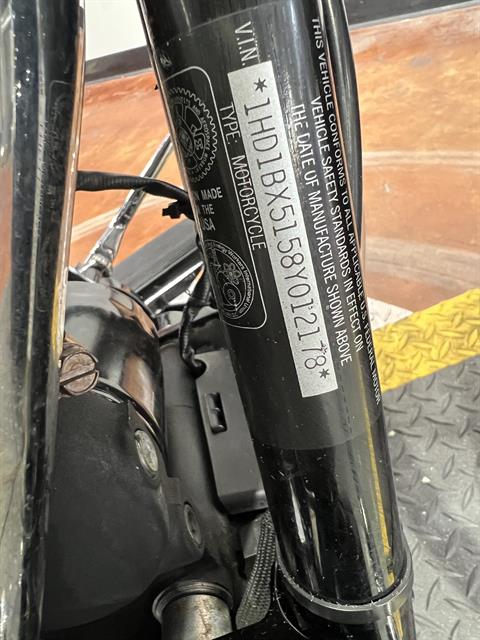 THIS VEHICLE CONFORMS TO ALL APPLICABLE U.S. FEDERAL MOTOR
VEHICLE SAFETY STANDARDS IN EFFECT ON
THE DATE OF MANUFACTURE SHOWN ABOVE
V.I.N. *1HD1BX5158Y012178*
TYPE: MOTORCYCLE
MADE
THE
USA